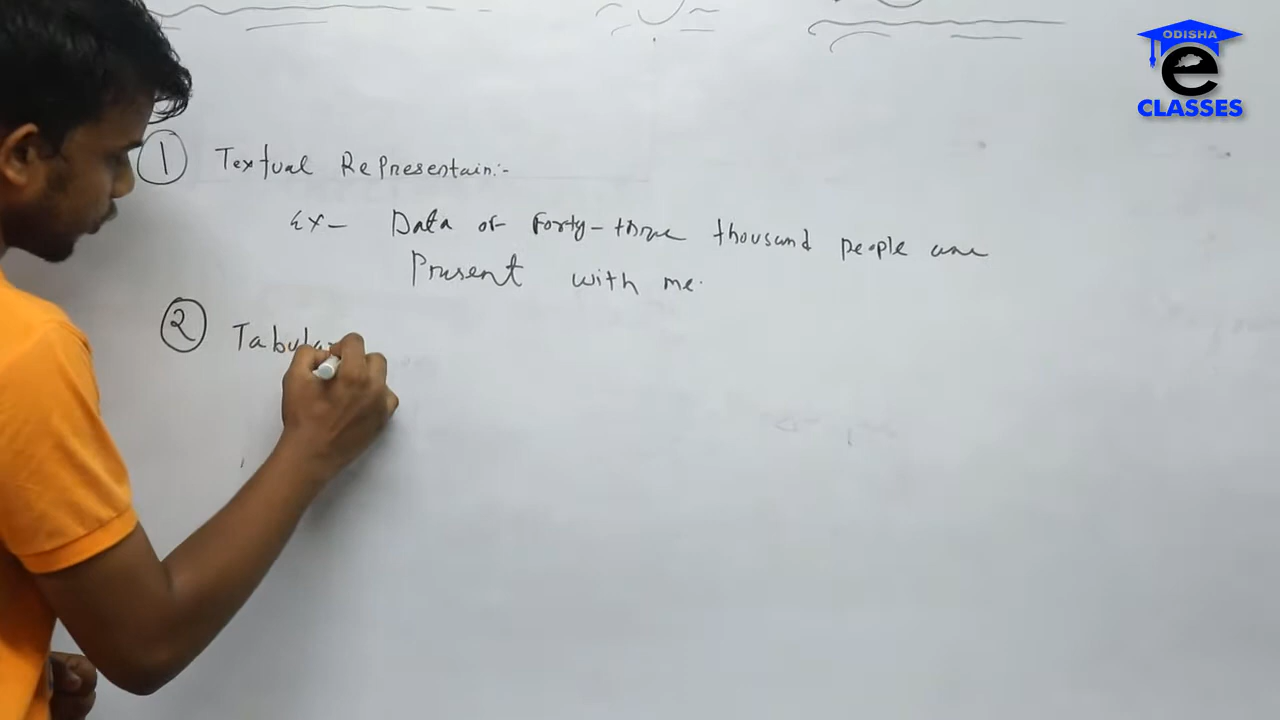 ODISHA
e
CLASSES
① Textual Representain:-
Ex- Data of Forty-three thousand people are
Present with me.
② Tabular